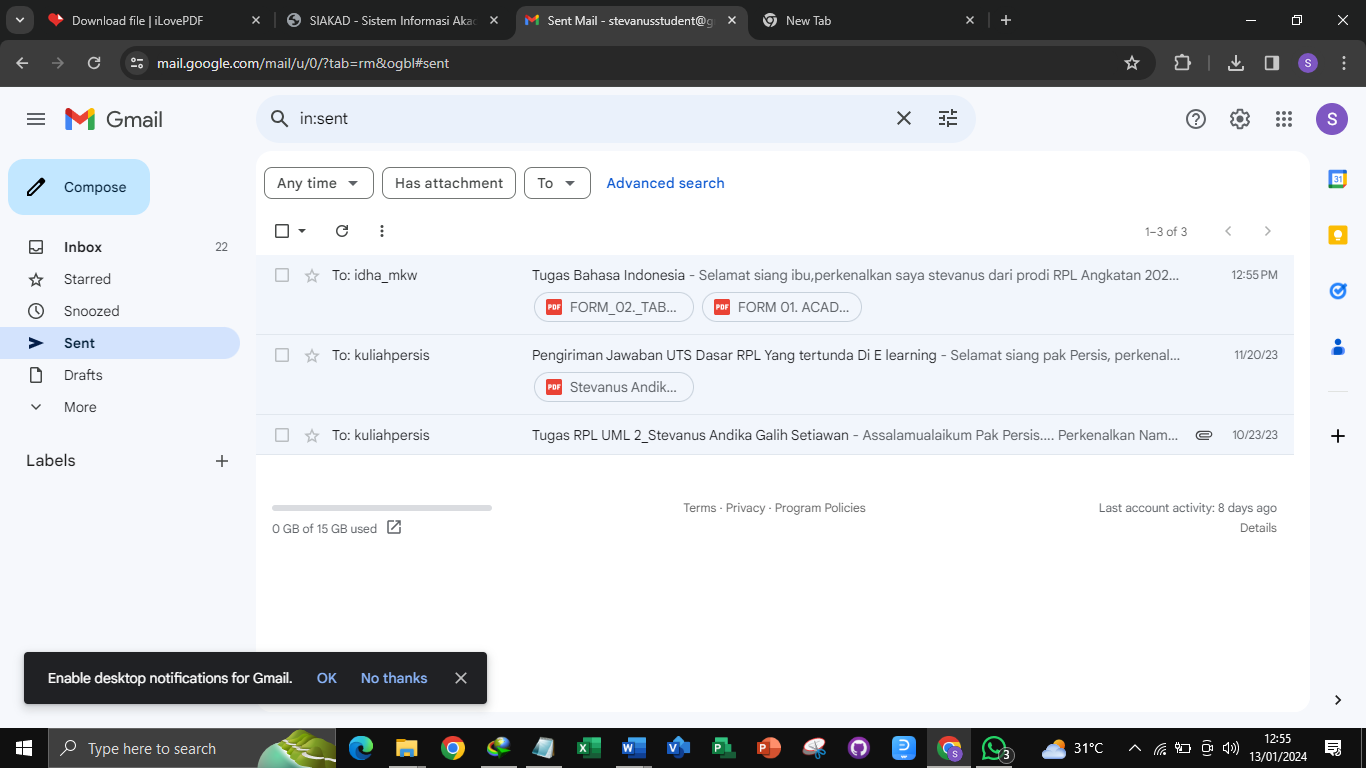 Download file | iLovePDF
SIAKAD - Sistem Informasi Aka
Sent Mail - stevanusstudent@g
New Tab
mail.google.com/mail/u/0/?tab=rm&ogbl#sent
S
Gmail
in:sent
S
Compose
Any time
Has attachment
To
Advanced search
31
1–3 of 3
Inbox
22
Starred
Snoozed
Sent
Drafts
More
Labels
To: idha_mkw
Tugas Bahasa Indonesia - Selamat siang ibu,perkenalkan saya stevanus dari prodi RPL Angkatan 202...
12:55 PM
PDF FORM_02._TAB...
PDF FORM 01. ACAD...
To: kuliahpersis
Pengiriman Jawaban UTS Dasar RPL Yang tertunda Di E learning - Selamat siang pak Persis, perkenal...
11/20/23
PDF Stevanus Andik...
To: kuliahpersis
Tugas RPL UML 2_Stevanus Andika Galih Setiawan - Assalamualaikum Pak Persis.... Perkenalkan Nam...
10/23/23
0 GB of 15 GB used
Terms · Privacy · Program Policies
Last account activity: 8 days ago
Details
Enable desktop notifications for Gmail.
OK
No thanks
Type here to search
3
31°C
12:55
13/01/2024